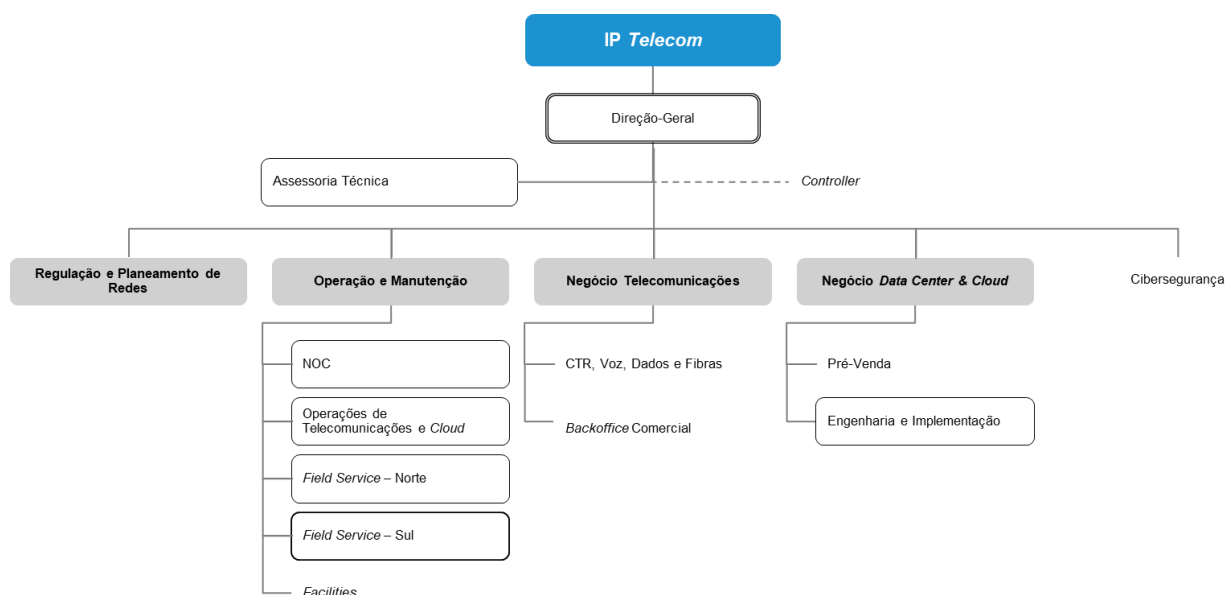 IP Telecom
Direção-Geral
Assessoria Técnica
Controller
Regulação e Planeamento de
Redes
Operação e Manutenção
Negócio Telecomunicações
Negócio Data Center & Cloud
Cibersegurança
NOC
Operações de
Telecomunicações e Cloud
Field Service – Norte
Field Service – Sul
Facilities
CTR, Voz, Dados e Fibras
Backoffice Comercial
Pré-Venda
Engenharia e Implementação